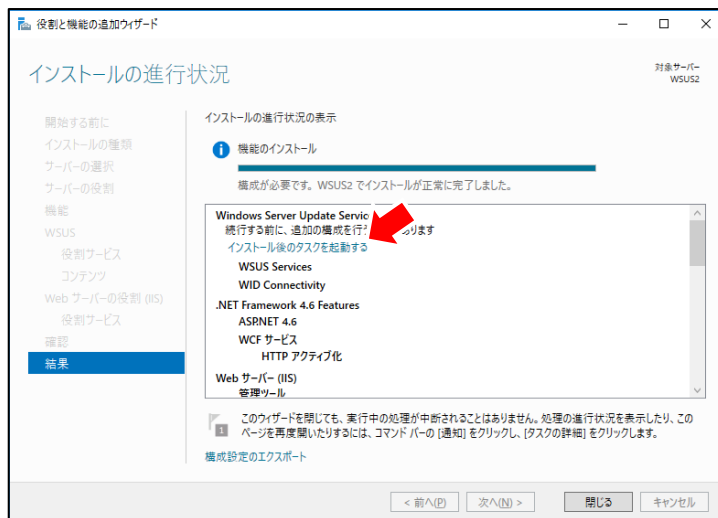 役割と機能の追加ウィザード
インストールの進行状況
対象サーバー
WSUS2
開始する前に
インストールの種類
サーバーの選択
サーバーの役割
機能
WSUS
役割サービス
コンテンツ
Web サーバーの役割 (IIS)
役割サービス
確認
結果
インストールの進行状況の表示
機能のインストール
構成が必要です。WSUS2 でインストールが正常に完了しました。
Windows Server Update
続行する前に、追加の構成を行 あります
インストール後のタスクを起動する
WSUS Services
WID Connectivity
.NET Framework 4.6 Features
ASP.NET 4.6
WCF サービス
HTTP アクティブ化
Web サーバー (IIS)
管理ツール
1
このウィザードを閉じても、実行中の処理が中断されることはありません。処理の進行状況を表示したり、この
ページを再度開いたりするには、コマンド バーの [通知] をクリックし、[タスクの詳細] をクリックします。
構成設定のエクスポート
< 前へ(P)
次へ(N) >
閉じる
キャンセル